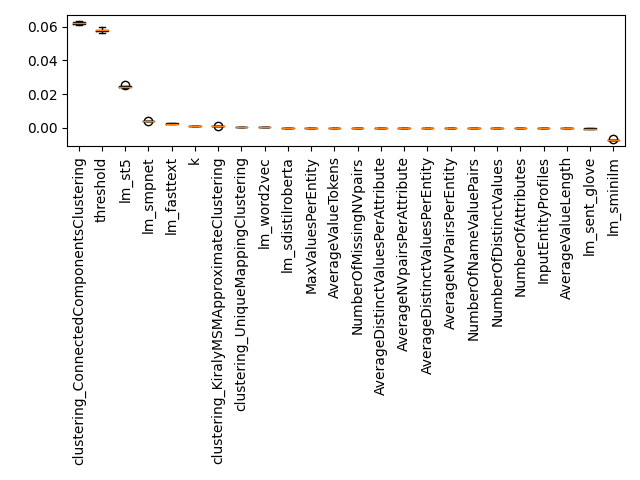 0.06
0.04
0.02
0.00
clustering_ConnectedComponentsClustering
threshold
lm_st5
lm_smpnet
lm_fasttext
k
clustering_KiralyMSMApproximateClustering
clustering_UniqueMappingClustering
lm_word2vec
lm_sdistilroberta
MaxValuesPerEntity
AverageValueTokens
NumberOfMissingNVpairs
AverageDistinctValuesPerAttribute
AverageNVpairsPerAttribute
AverageDistinctValuesPerEntity
AverageNVPairsPerEntity
NumberOfNameValuePairs
NumberOfDistinctValues
NumberOfAttributes
InputEntityProfiles
AverageValueLength
lm_sent_glove
lm_sminilm